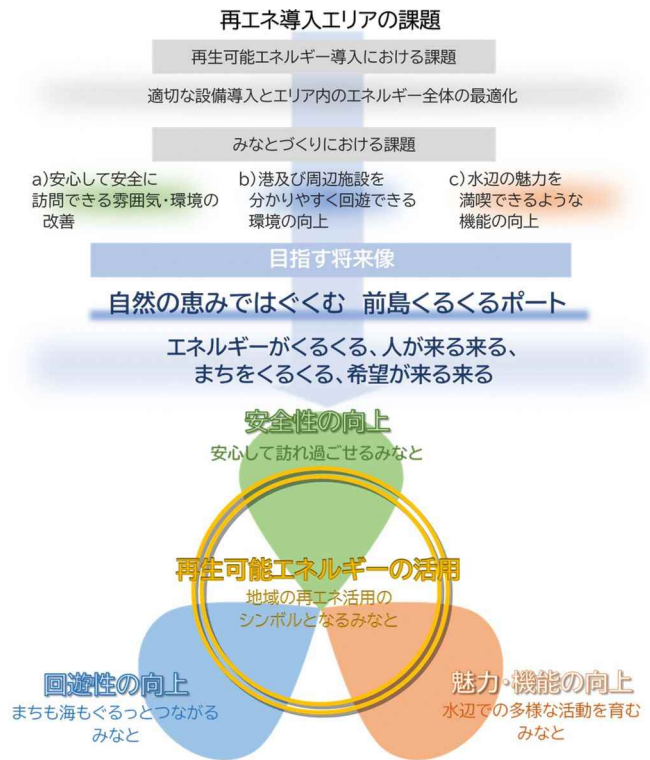 再エネ導入エリアの課題
再生可能エネルギー導入における課題
適切な設備導入とエリア内のエネルギー全体の最適化
みなとづくりにおける課題
a)安心して安全に
訪問できる雰囲気・環境の
改善
b)港及び周辺施設を
分かりやすく回遊できる
環境の向上
c)水辺の魅力を
満喫できるような
機能の向上
目指す将来像
自然の恵みではぐくむ 前島くるくるポート
エネルギーがくるくる、人が来る来る、
まちをくるくる、希望が来る来る
安全性の向上
安心して訪れ過ごせるみなと
再生可能エネルギーの活用
地域の再エネ活用の
シンボルとなるみなと
回遊性の向上
まちも海もぐるっとつながる
みなと
魅力・機能の向上
水辺での多様な活動を育む
みなと